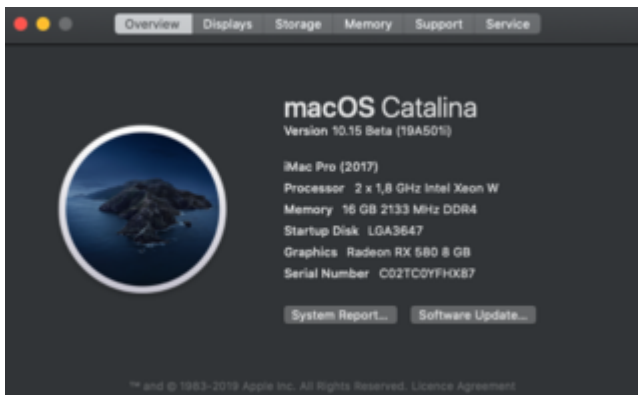 Overview Displays Storage Memory Support Service
macOS Catalina
Version 10.15 Beta (19A501i)
iMac Pro (2017)
Processor 2 x 1,8 GHz Intel Xeon W
Memory 16 GB 2133 MHz DDR4
Startup Disk LGA3647
Graphics Radeon RX 580 8 GB
Serial Number C02TC0YFHX87
System Report... Software Update...
™ and © 1983-2019 Apple Inc. All Rights Reserved. Licence Agreement